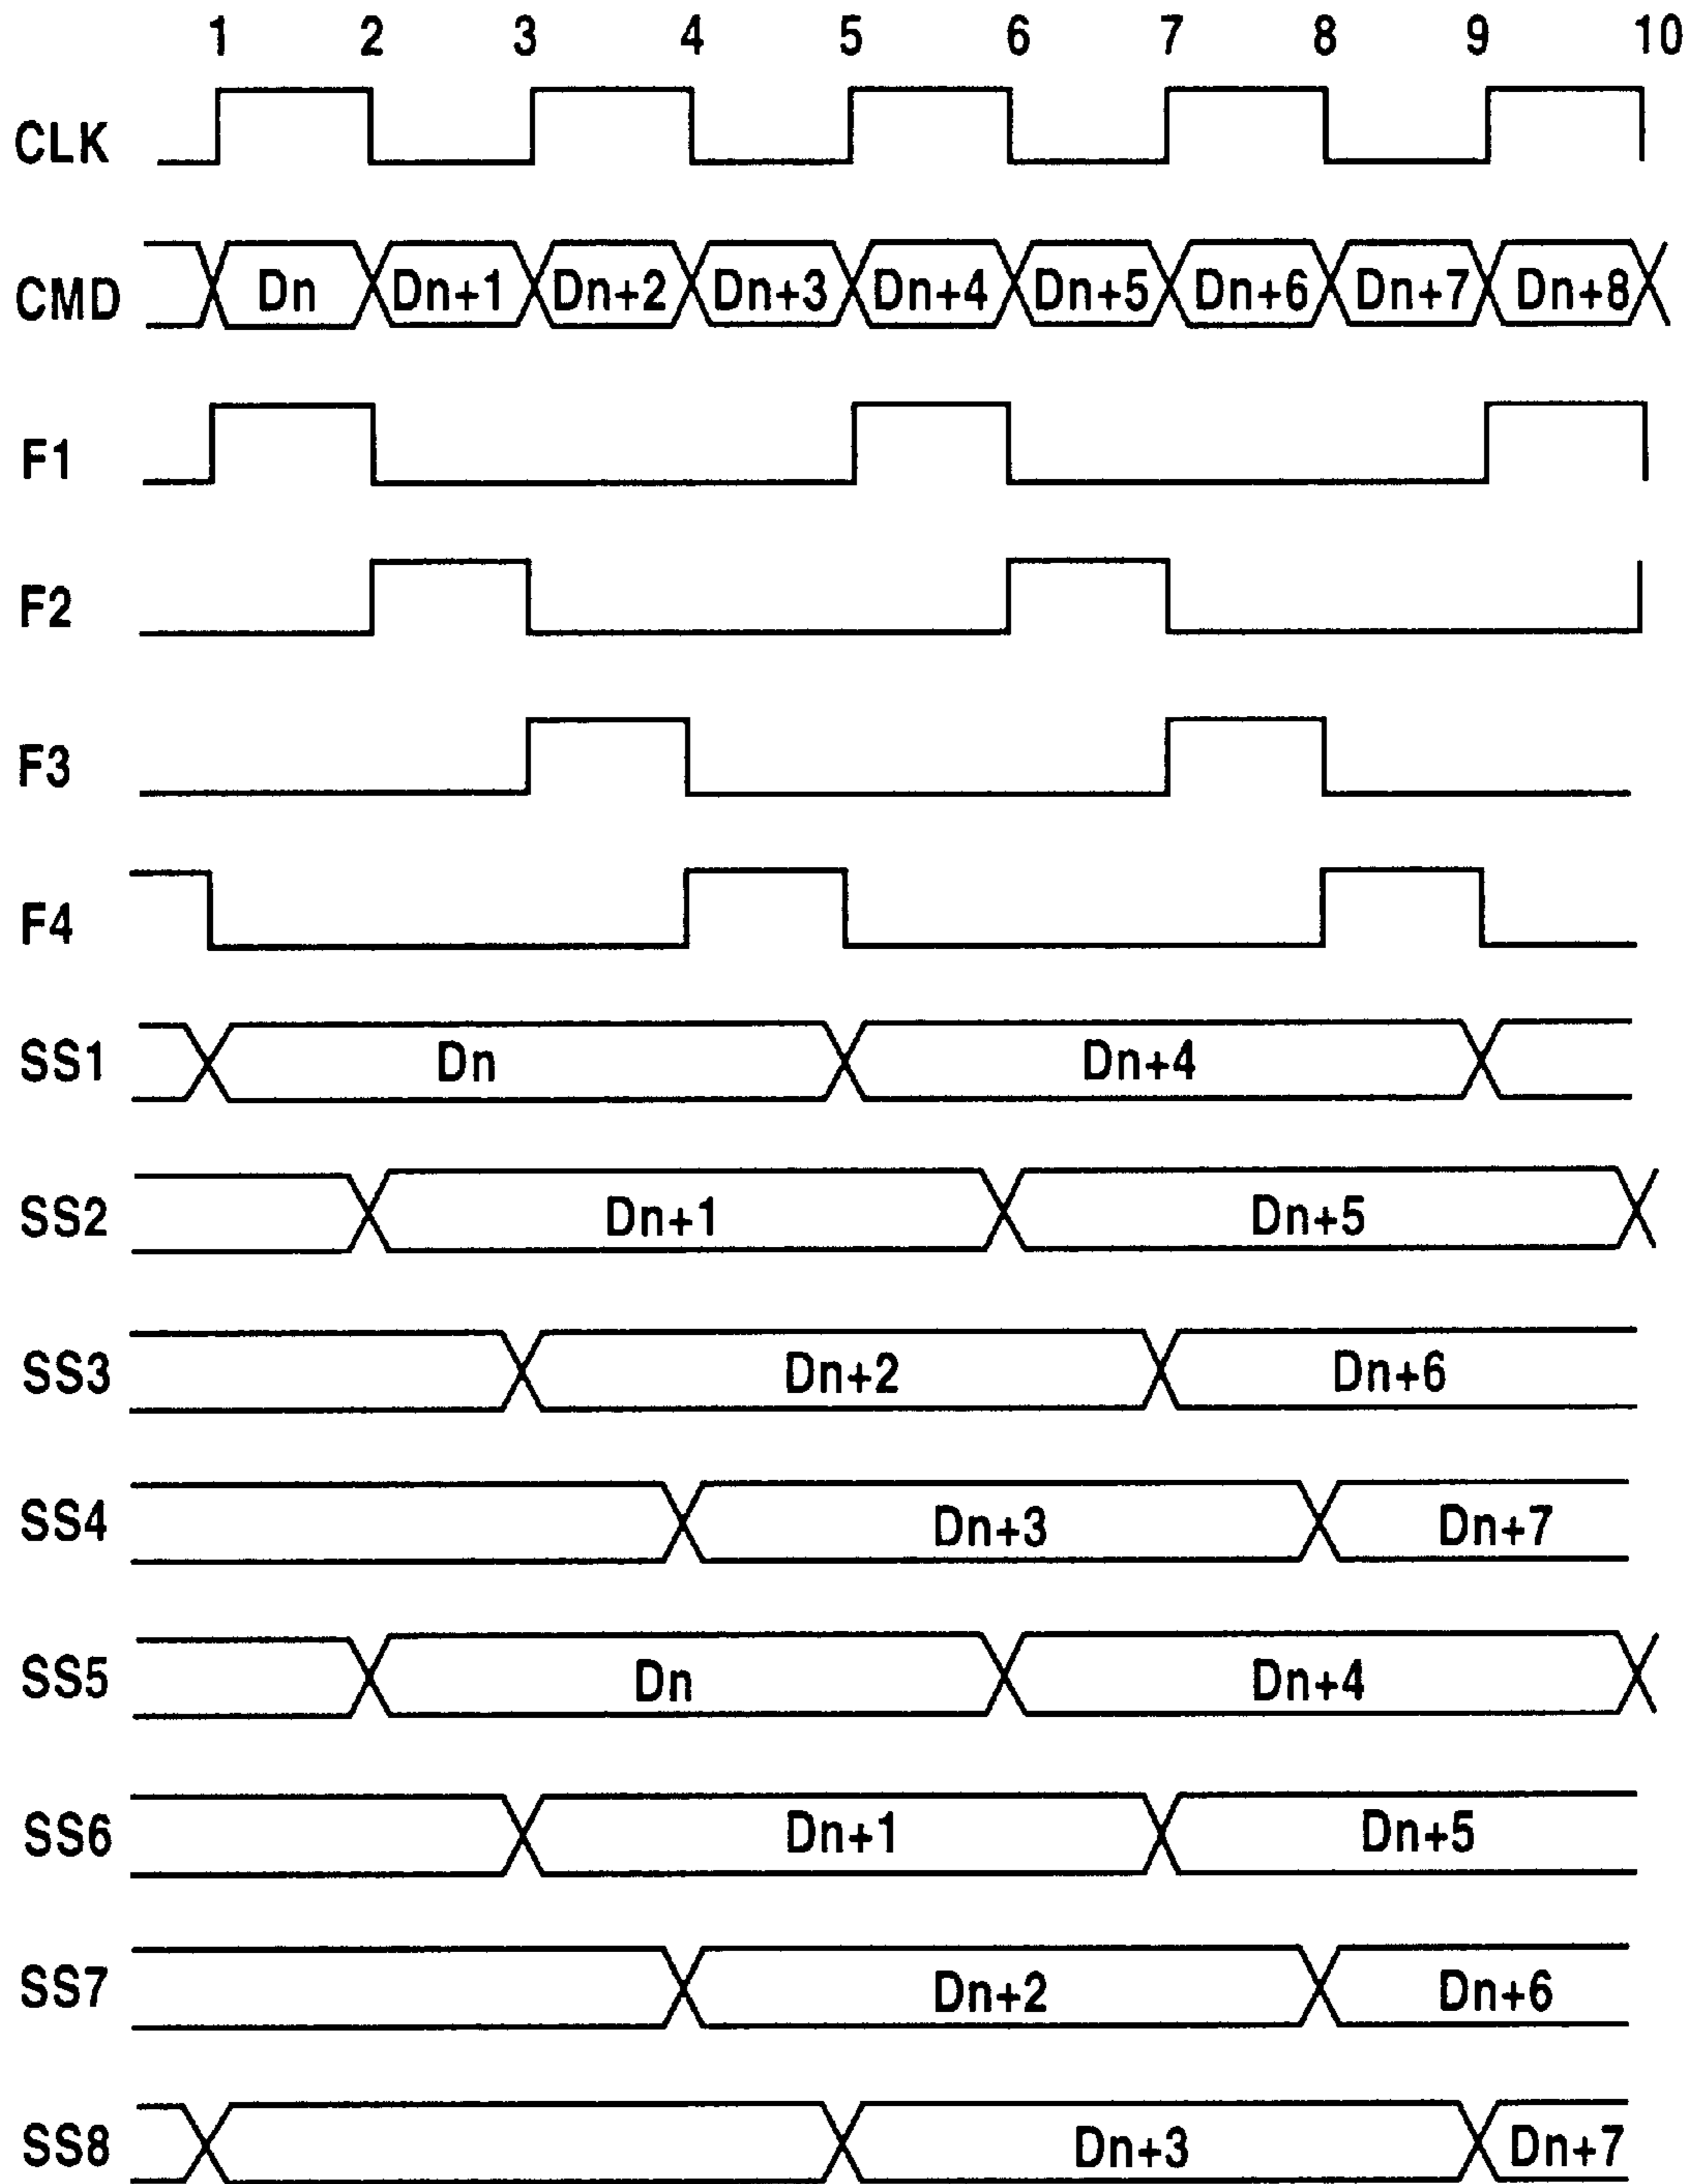 1 2 3 4 5 6 7 8 9 10
CLK
CMD Dn Dn+1 Dn+2 Dn+3 Dn+4 Dn+5 Dn+6 Dn+7 Dn+8
F1
F2
F3
F4
SS1 Dn Dn+4
SS2 Dn+1 Dn+5
SS3 Dn+2 Dn+6
SS4 Dn+3 Dn+7
SS5 Dn Dn+4
SS6 Dn+1 Dn+5
SS7 Dn+2 Dn+6
SS8 Dn+3 Dn+7